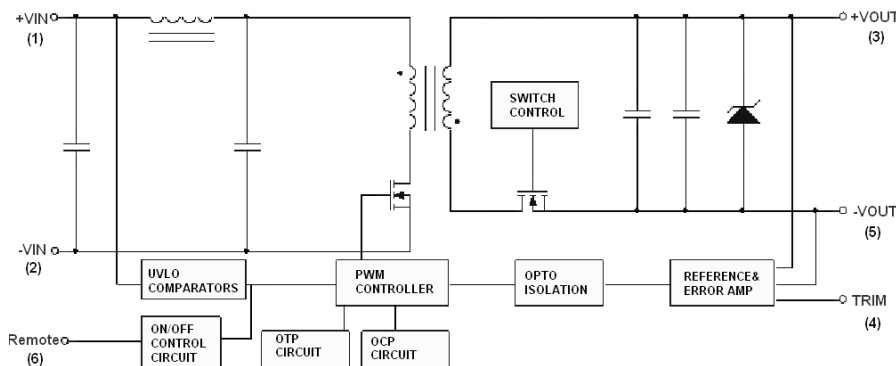 +VIN
(1)
+VOUT
(3)
SWITCH
CONTROL
-VIN
(2)
-VOUT
(5)
UVLO
COMPARATORS
PWM
CONTROLLER
OPTO
ISOLATION
REFERENCE&
ERROR AMP
TRIM
(4)
Remote
(6)
ON/OFF
CONTROL
CIRCUIT
OTP
CIRCUIT
OCP
CIRCUIT